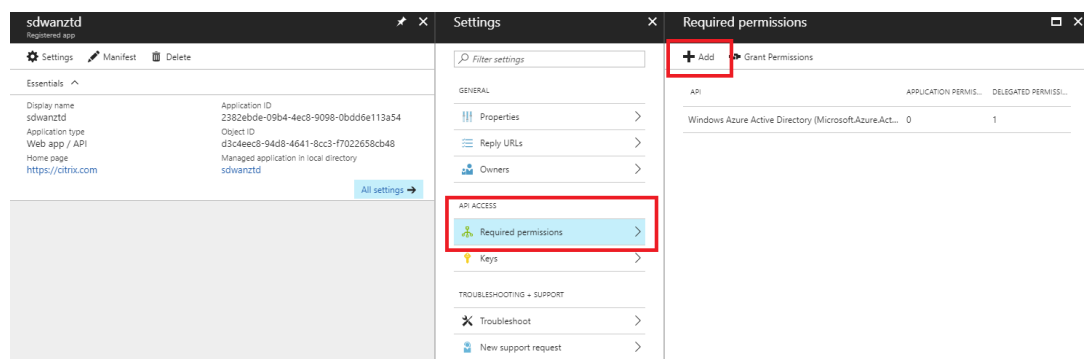 sdwanztd
Registered app
Settings Manifest Delete
Essentials
Display name
sdwanztd
Application type
Web app / API
Home page
https://citrix.com
Application ID
2382ebde-09b4-4ec8-9098-0bdd6e113a54
Object ID
d3c4eec8-94d8-4641-8cc3-f7022658cb48
Managed application in local directory
sdwanztd
All settings
Settings
Filter settings
GENERAL
Properties
Reply URLs
Owners
API ACCESS
Required permissions
Keys
TROUBLESHOOTING + SUPPORT
Troubleshoot
New support request
Required permissions
Add Grant Permissions
API APPLICATION PERMIS... DELEGATED PERMISSI...
Windows Azure Active Directory (Microsoft.Azure.Act... 0 1